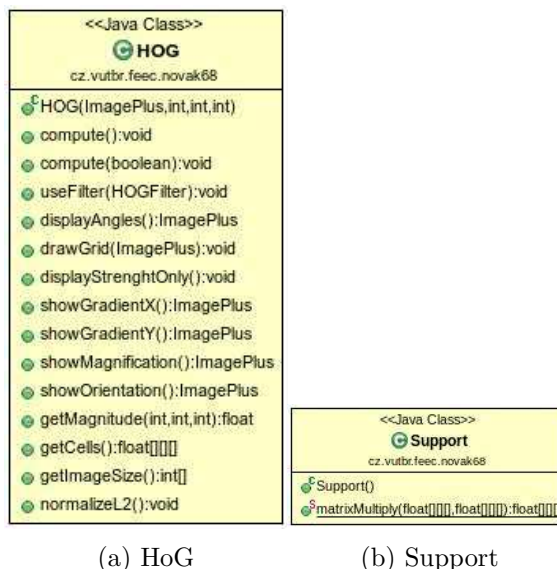 <<Java Class>>
HOG
cz.vutbr.feec.novak68
HOG(ImagePlus,int,int,int)
compute():void
compute(boolean):void
useFilter(HOGFilter):void
displayAngles():ImagePlus
drawGrid(ImagePlus):void
displayStrenghtOnly():void
showGradientX():ImagePlus
showGradientY():ImagePlus
showMagnification():ImagePlus
showOrientation():ImagePlus
getMagnitude(int,int,int):float
getCells():float[][][]
getImageSize():int[]
normalizeL2():void
(a) HoG
<<Java Class>>
Support
cz.vutbr.feec.novak68
Support()
matrixMultiply(float[][][],float[][][]):float[][][]
(b) Support